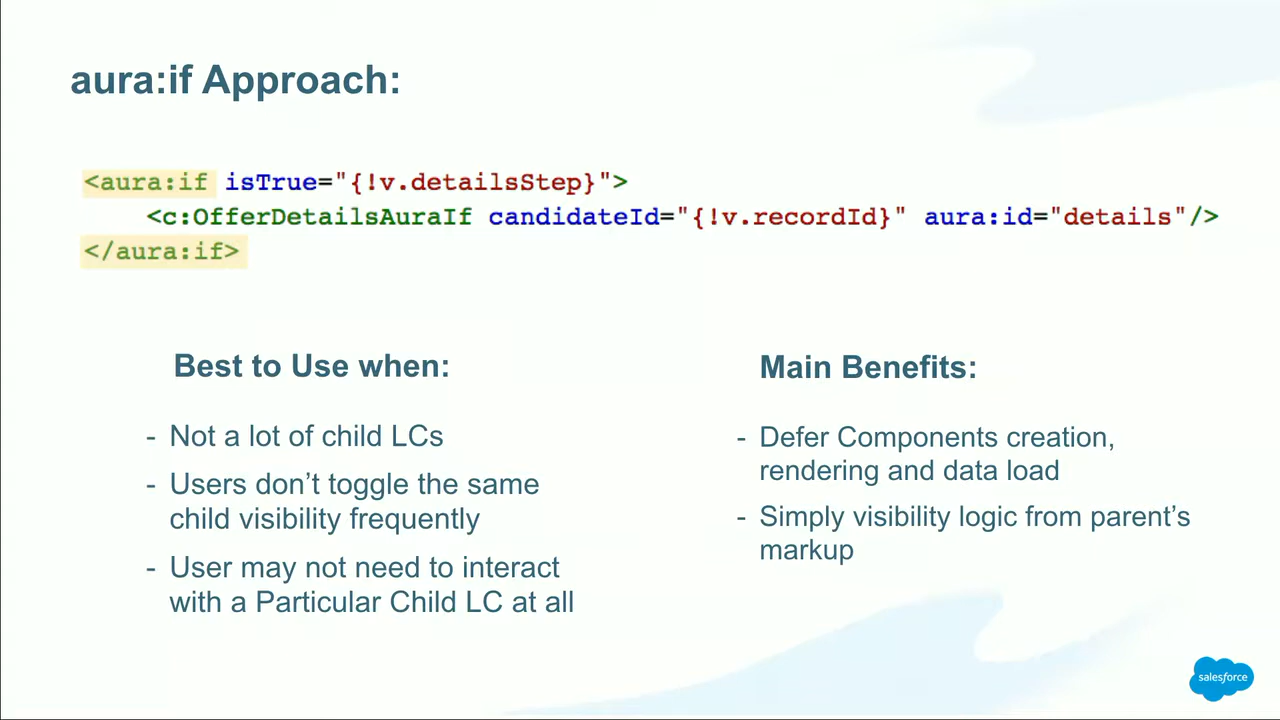 aura:if Approach:
<aura:if isTrue="{!v.detailsStep}">
<c:OfferDetailsAuraIf candidateId="{!v.recordId}" aura:id="details"/>
</aura:if>
Best to Use when:
- Not a lot of child LCs
- Users don’t toggle the same
child visibility frequently
- User may not need to interact
with a Particular Child LC at all
Main Benefits:
- Defer Components creation,
rendering and data load
- Simply visibility logic from parent’s
markup
salesforce